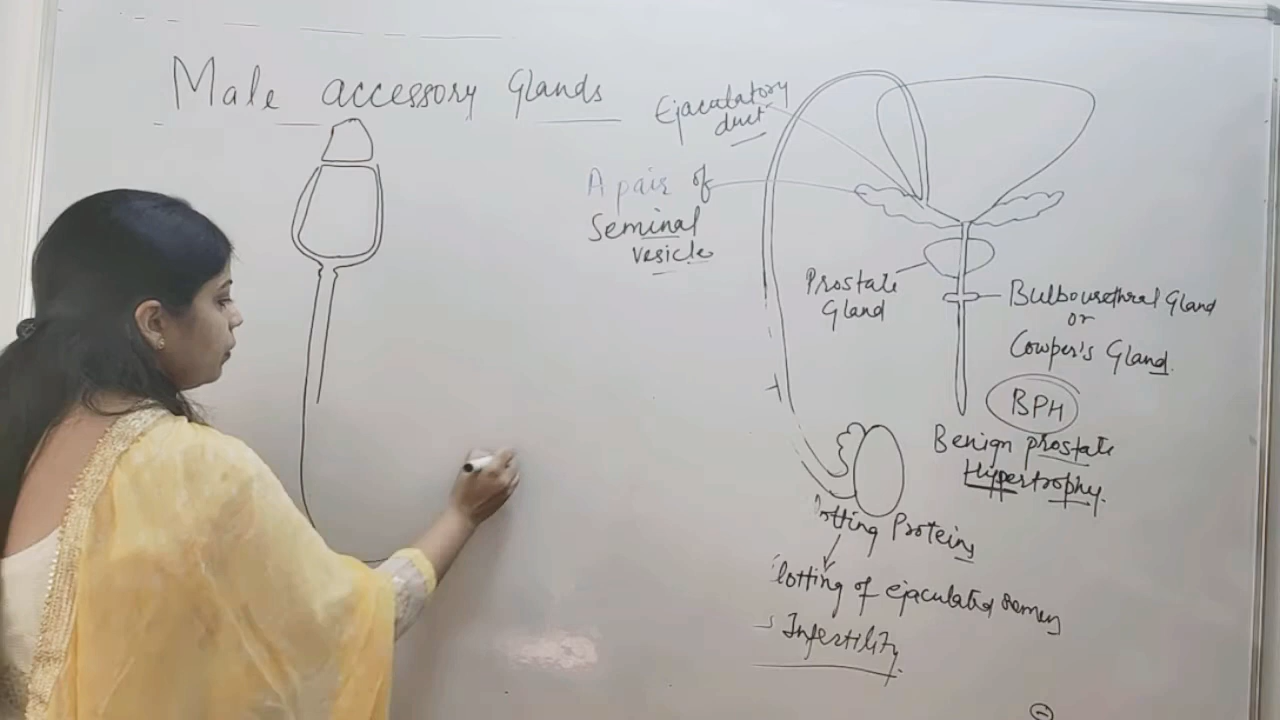 Male accessory Glands
Ejaculatory
duct
A pair of
Seminal
vesicle
Prostate
Gland
Bulbourethral Gland
or
Cowper's Gland.
BPH
Benign prostate
Hypertrophy.
otting Proteins
lotting of ejaculated semen
Infertility.